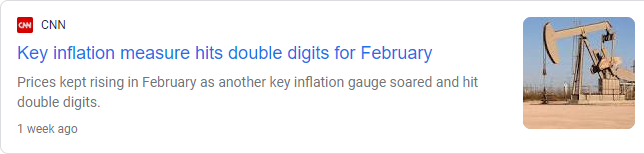 CNN CNN
Key inflation measure hits double digits for February
Prices kept rising in February as another key inflation gauge soared and hit
double digits.
1 week ago